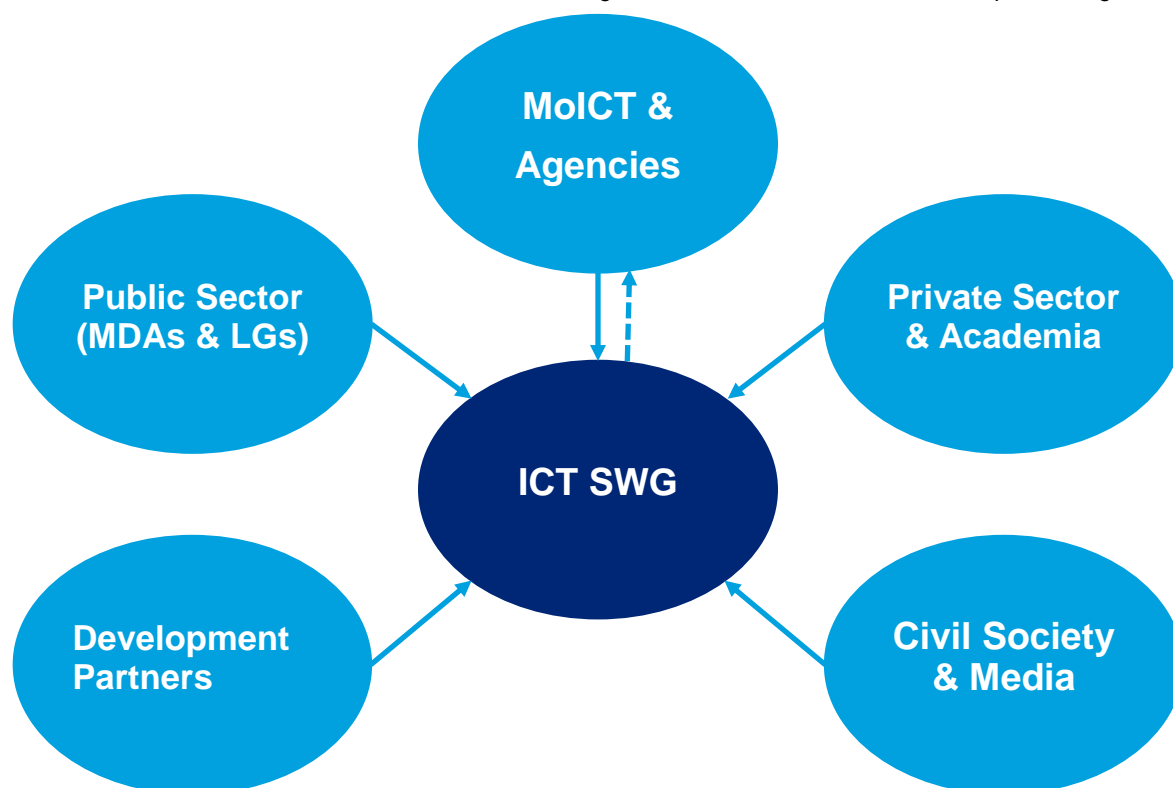 MoICT &
Agencies
Public Sector
(MDAs & LGs)
Private Sector
& Academia
ICT SWG
Development
Partners
Civil Society
& Media